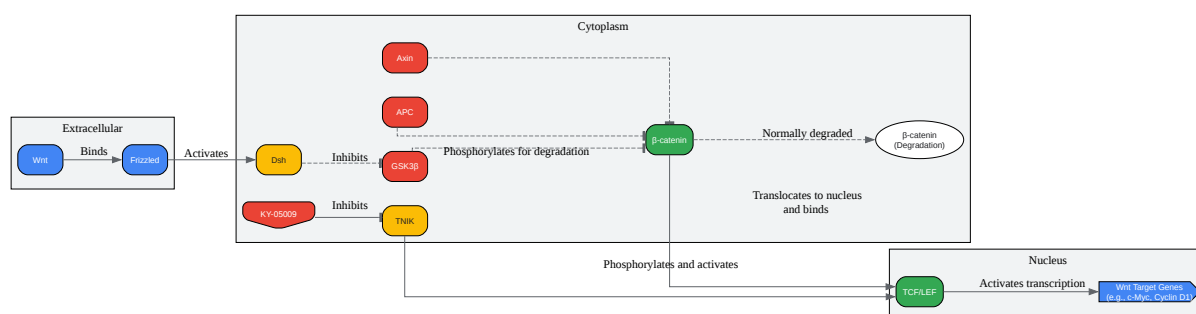 Cytoplasm
Axin
APC
Extracellular
Wnt
Binds
Frizzled
Activates
Dsh
Inhibits
GSK3β
Phosphorylates for degradation
β-catenin
Normally degraded
β-catenin
(Degradation)
KY-05009
Inhibits
TNIK
Translocates to nucleus
and binds
Phosphorylates and activates
Nucleus
TCF/LEF
Activates transcription
Wnt Target Genes
(e.g., c-Myc, Cyclin D1)